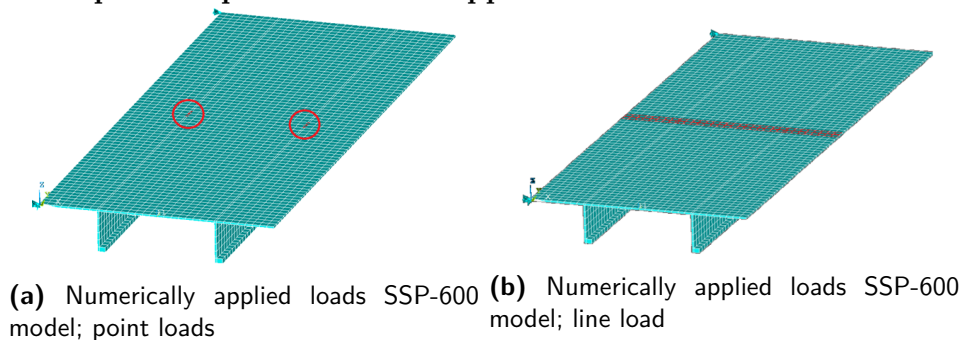 (a) Numerically applied loads SSP-600
model; point loads
(b) Numerically applied loads SSP-600
model; line load